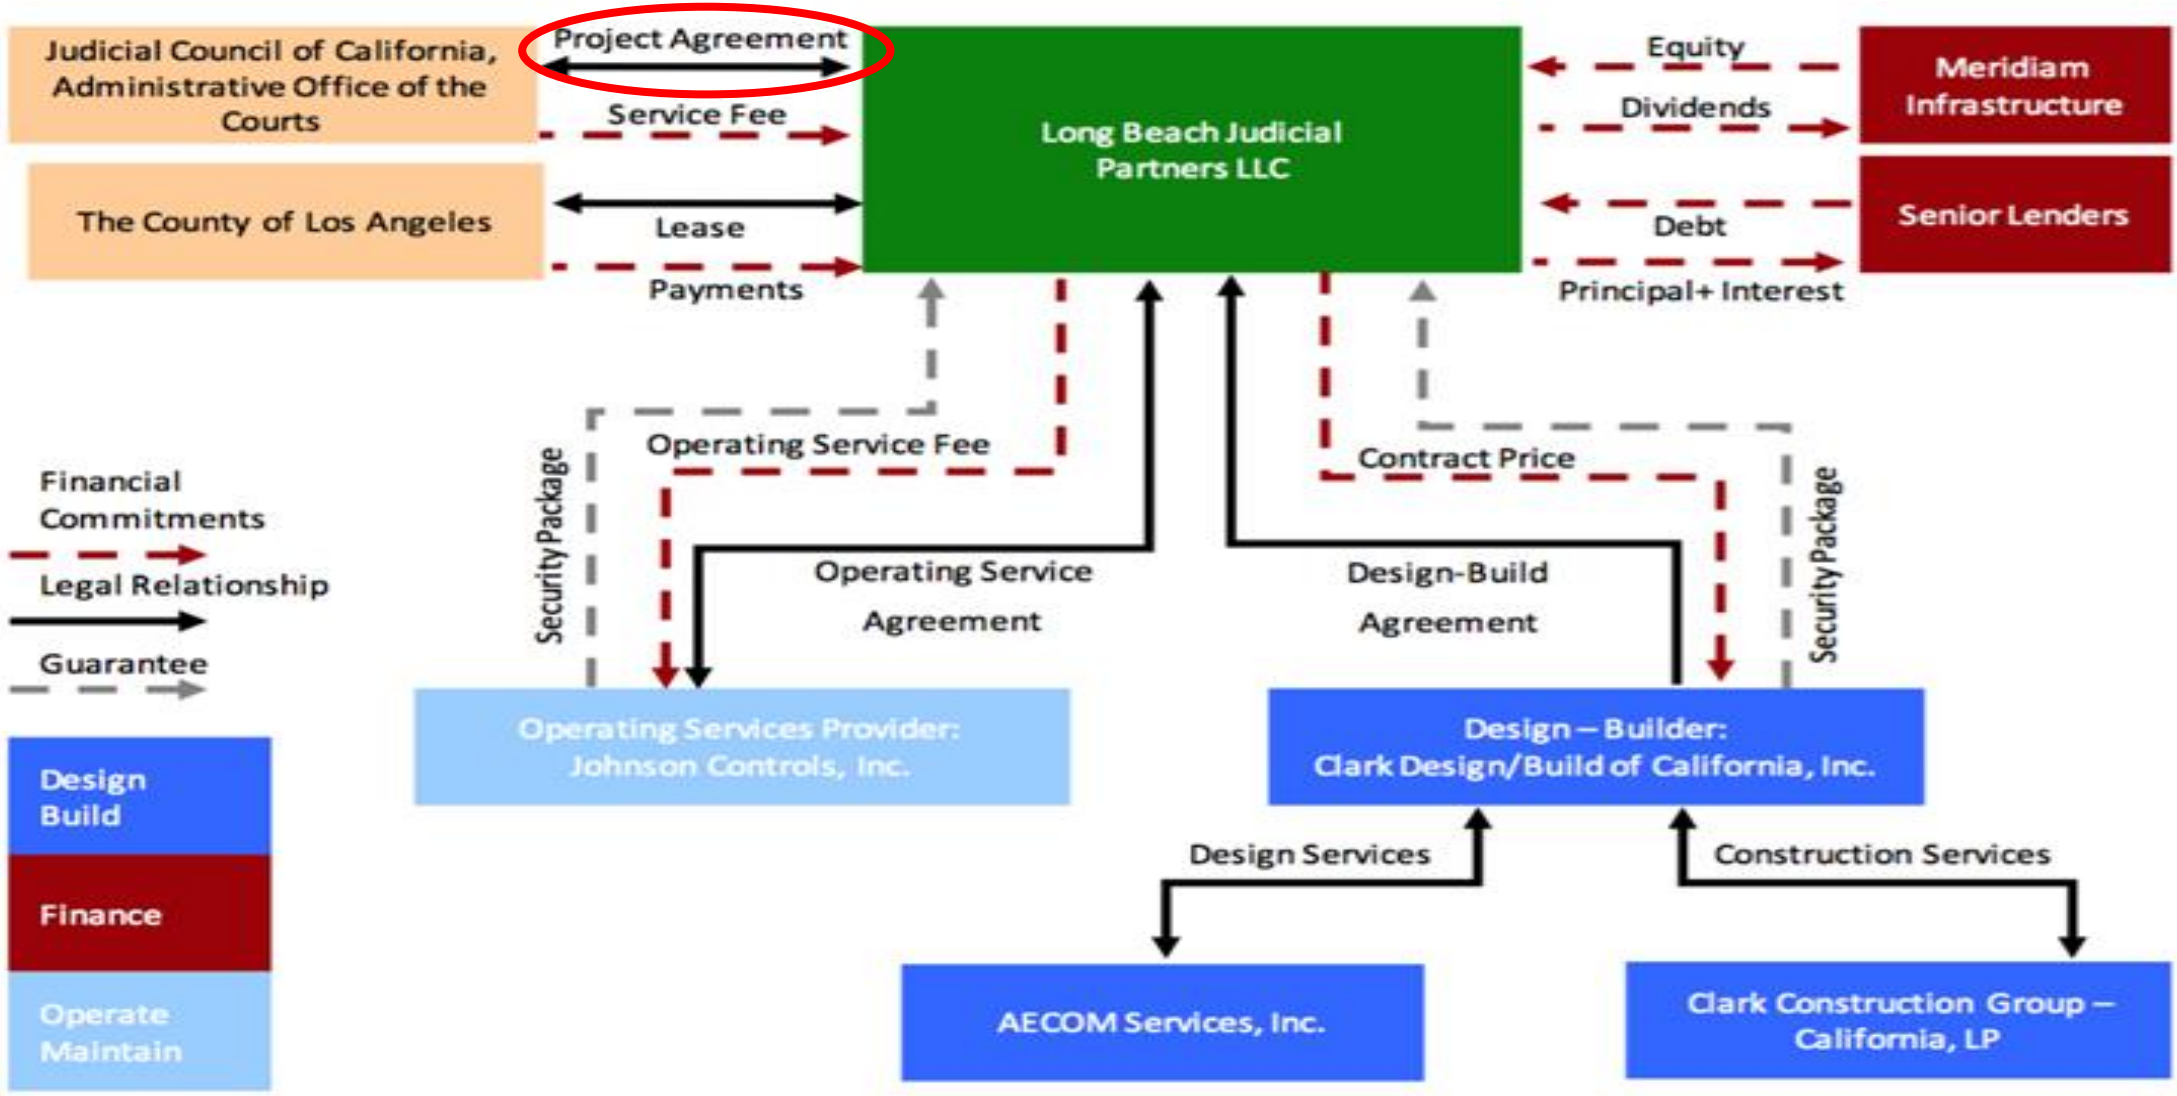 Judicial Council of California,
Administrative Office of the
Courts
Project Agreement
Service Fee
Long Beach Judicial
Partners LLC
Equity
Dividends
Meridiam
Infrastructure
The County of Los Angeles
Lease
Payments
Debt
Principal+ Interest
Senior Lenders
Security Package
Operating Service Fee
Contract Price
Security Package
Financial
Commitments
Legal Relationship
Guarantee
Operating Service
Agreement
Design-Build
Agreement
Operating Services Provider:
Johnson Controls, Inc.
Design – Builder:
Clark Design/Build of California, Inc.
Design
Build
Finance
Operate
Maintain
Design Services
Construction Services
AECOM Services, Inc.
Clark Construction Group –
California, LP